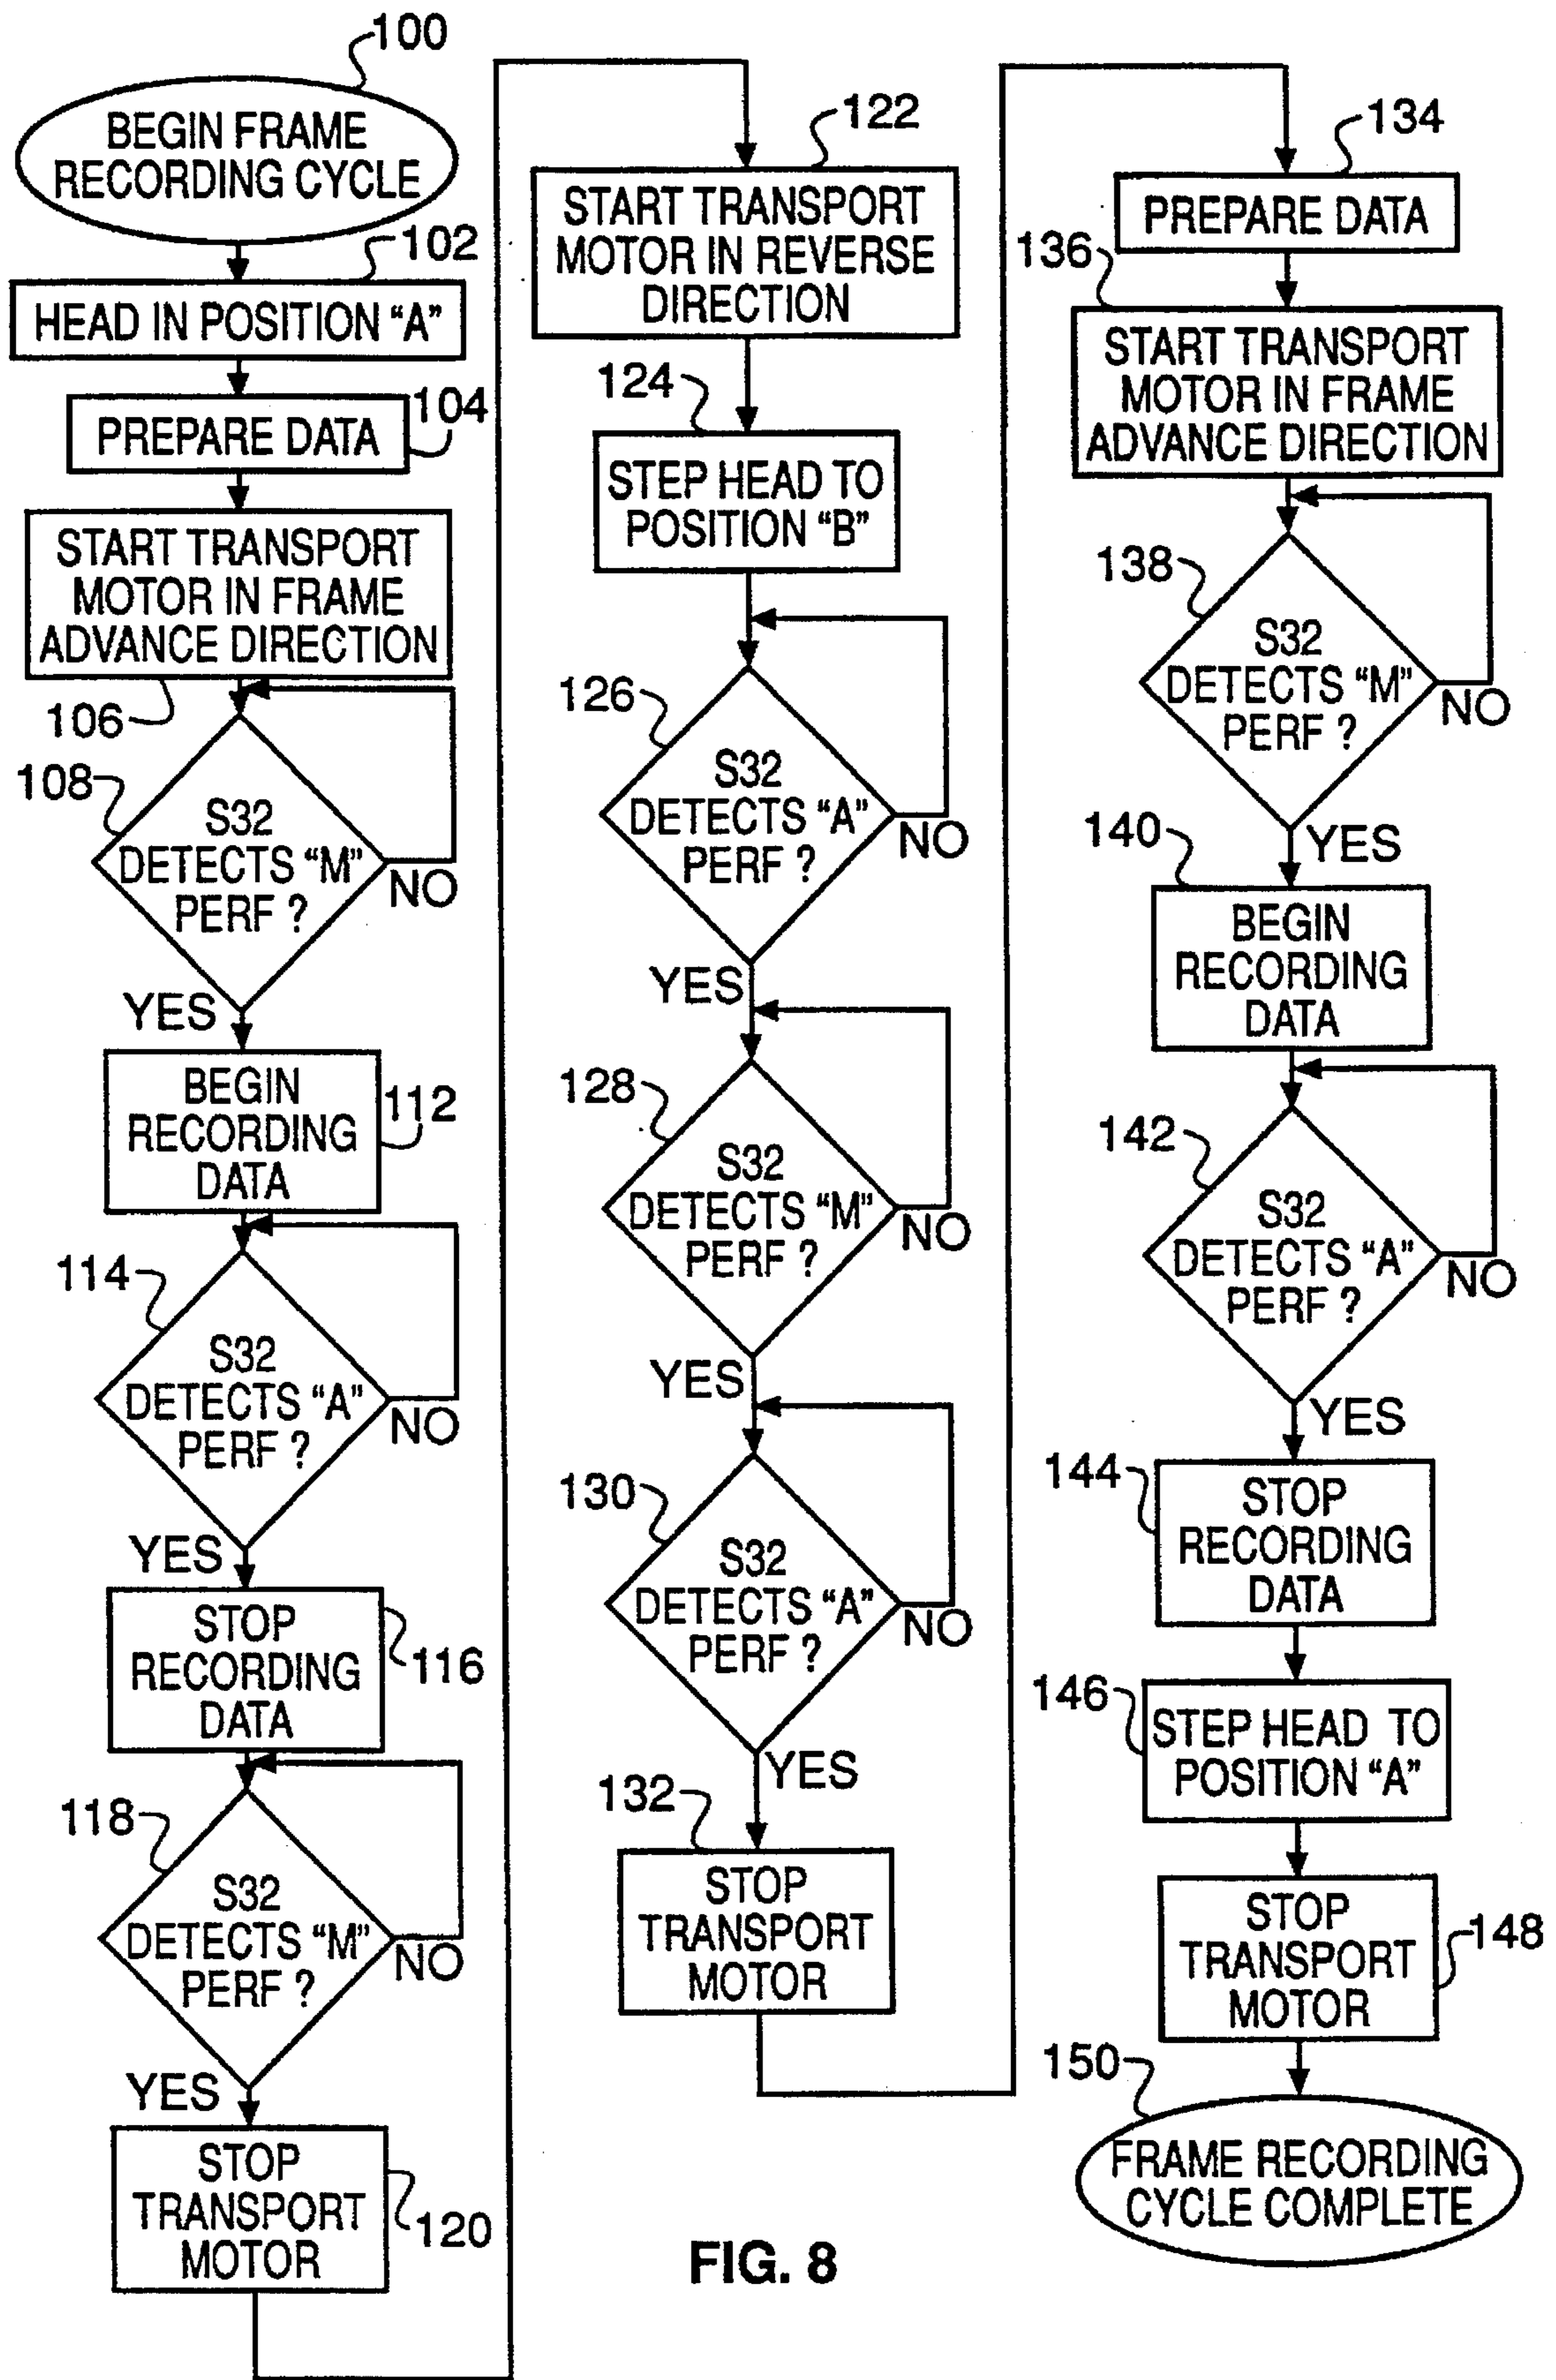 100
BEGIN FRAME
RECORDING CYCLE
102
HEAD IN POSITION “A”
104
PREPARE DATA
START TRANSPORT
MOTOR IN FRAME
ADVANCE DIRECTION
106
108
S32
DETECTS “M”
PERF ?
NO
YES
BEGIN
RECORDING
DATA
112
114
S32
DETECTS “A”
PERF ?
NO
YES
STOP
RECORDING
DATA
116
118
S32
DETECTS “M”
PERF ?
NO
YES
STOP
TRANSPORT
MOTOR
120
122
START TRANSPORT
MOTOR IN REVERSE
DIRECTION
124
STEP HEAD TO
POSITION “B”
126
S32
DETECTS “A”
PERF ?
NO
YES
128
S32
DETECTS “M”
PERF ?
NO
YES
130
S32
DETECTS “A”
PERF ?
NO
YES
132
STOP
TRANSPORT
MOTOR
134
PREPARE DATA
136
START TRANSPORT
MOTOR IN FRAME
ADVANCE DIRECTION
138
S32
DETECTS “M”
PERF ?
NO
YES
140
BEGIN
RECORDING
DATA
142
S32
DETECTS “A”
PERF ?
NO
YES
144
STOP
RECORDING
DATA
146
STEP HEAD TO
POSITION “A”
STOP
TRANSPORT
MOTOR
148
150
FRAME RECORDING
CYCLE COMPLETE
FIG. 8